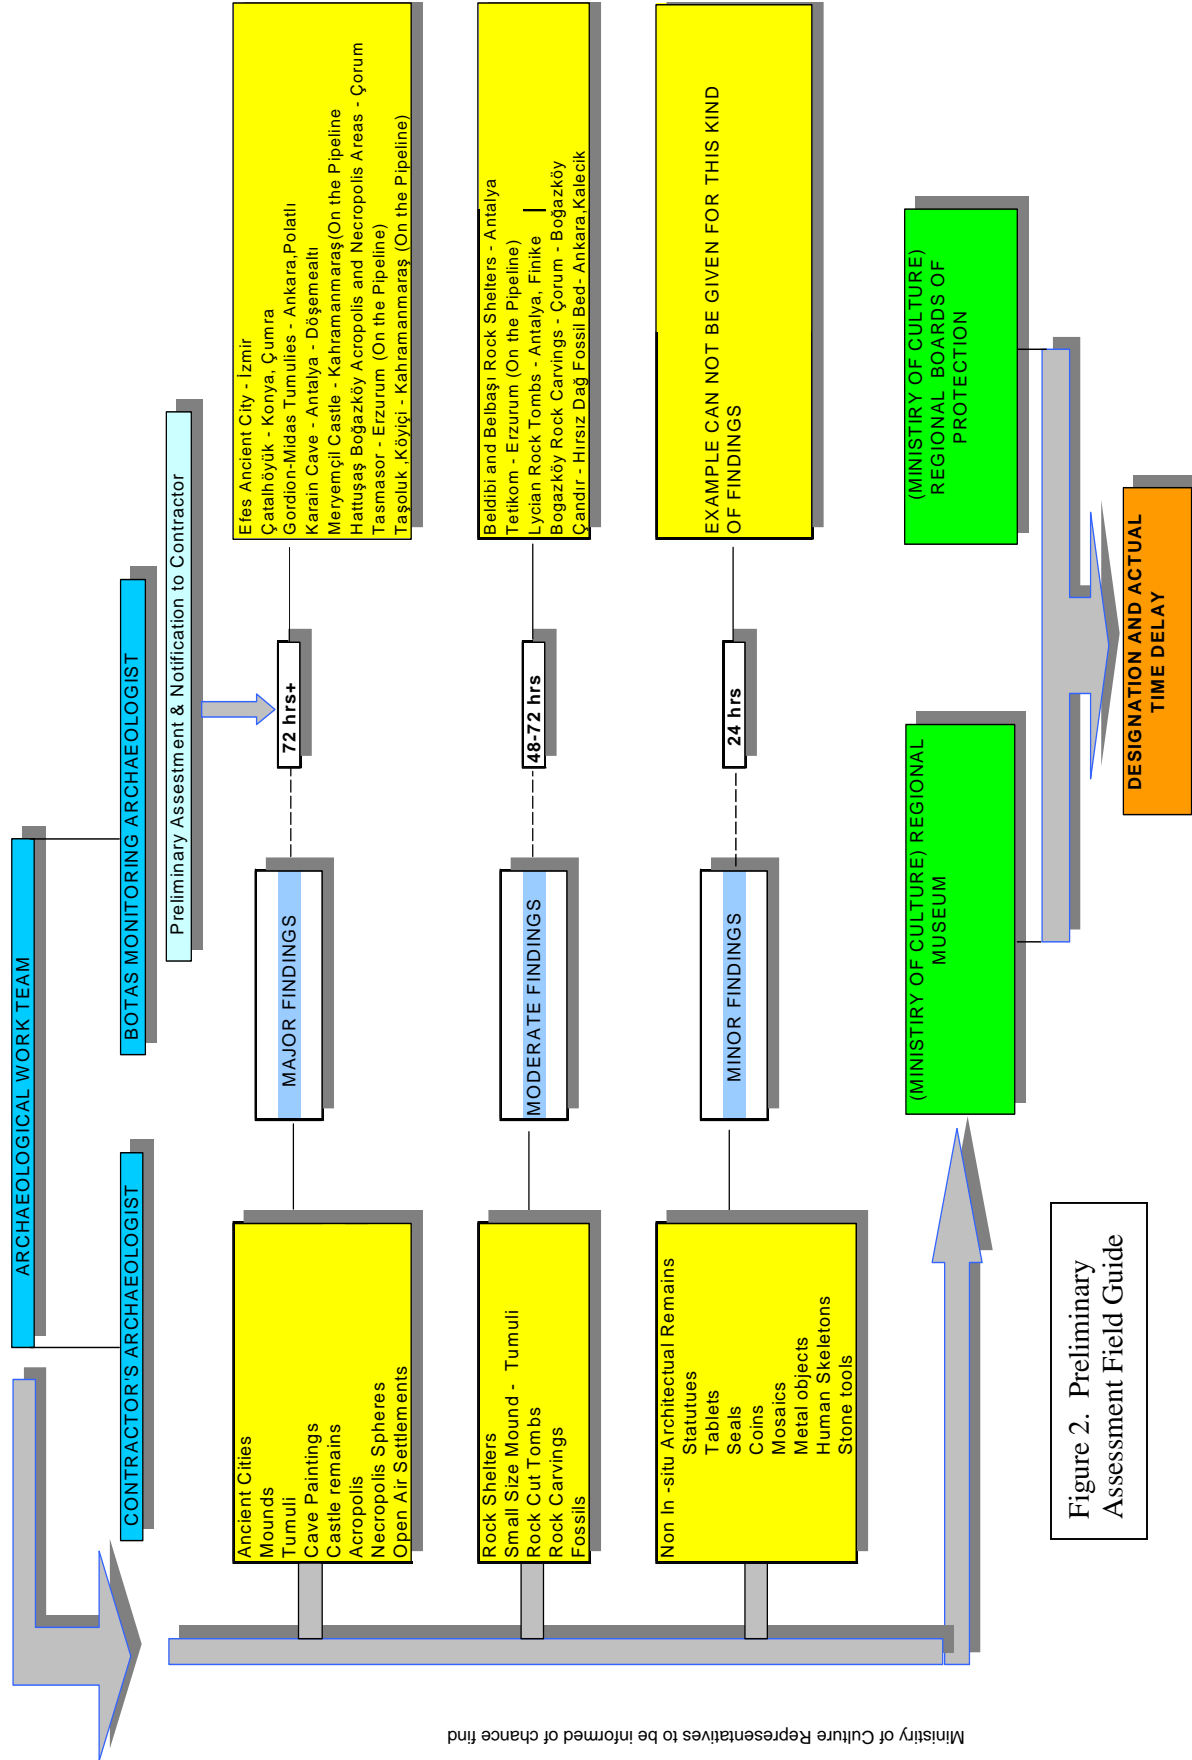 ARCHAEOLOGICAL WORK TEAM
CONTRACTOR'S ARCHAEOLOGIST
BOTAS MONITORING ARCHAEOLOGIST
Preliminary Assestment & Notification to Contractor
Ancient Cities
Mounds
Tumuli
Cave Paintings
Castle remains
Acropolis
Necropolis Spheres
Open Air Settlements
MAJOR FINDINGS
72 hrs+
Efes Ancient City - İzmir
Çatalhöyük - Konya, Çumra
Gordion-Midas Tumulies - Ankara,Polatlı
Karain Cave - Antalya - Döşemealtı
Meryemçil Castle - Kahramanmaraş(On the Pipeline
Hattuşaş Boğazköy Acropolis and Necropolis Areas - Çorum
Tasmasor - Erzurum (On the Pipeline)
Taşoluk ,Köyiçi - Kahramanmaraş (On the Pipeline)
Rock Shelters
Small Size Mound - Tumuli
Rock Cut Tombs
Rock Carvings
Fossils
MODERATE FINDINGS
48-72 hrs
Beldibi and Belbaşı Rock Shelters - Antalya
Tetikom - Erzurum (On the Pipeline)
Lycian Rock Tombs - Antalya, Finike
Bogazköy Rock Carvings - Çorum - Boğazköy
Çandır - Hırsız Dağ Fossil Bed- Ankara,Kalecik
Non In -situ Architectual Remains
Statutues
Tablets
Seals
Coins
Mosaics
Metal objects
Human Skeletons
Stone tools
MINOR FINDINGS
24 hrs
EXAMPLE CAN NOT BE GIVEN FOR THIS KIND
OF FINDINGS
(MINISTIRY OF CULTURE) REGIONAL
MUSEUM
(MINISTRY OF CULTURE)
REGIONAL BOARDS OF
PROTECTION
DESIGNATION AND ACTUAL
TIME DELAY
Figure 2. Preliminary
Assessment Field Guide
Ministiry of Culture Representatives to be informed of chance find